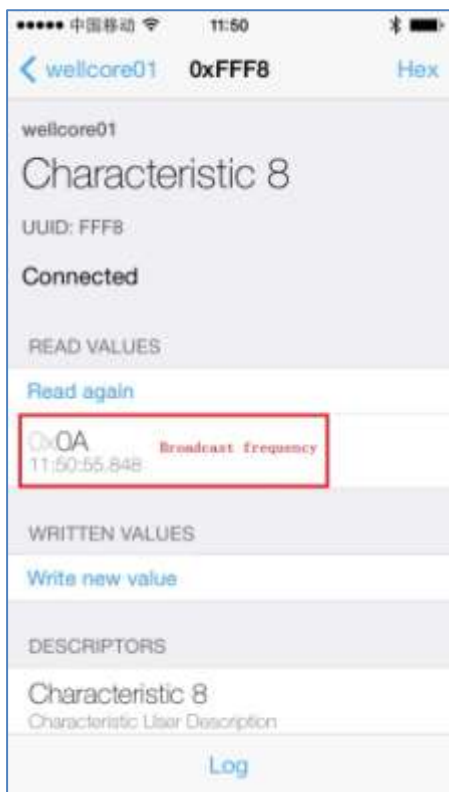 中国移动 11:50
wellcore01 0xFFF8 Hex
wellcore01
Characteristic 8
UUID: FFF8
Connected
READ VALUES
Read again
0x0A Broadcast frequency
11:50:55.848
WRITTEN VALUES
Write new value
DESCRIPTORS
Characteristic 8
Characteristic User Description
Log